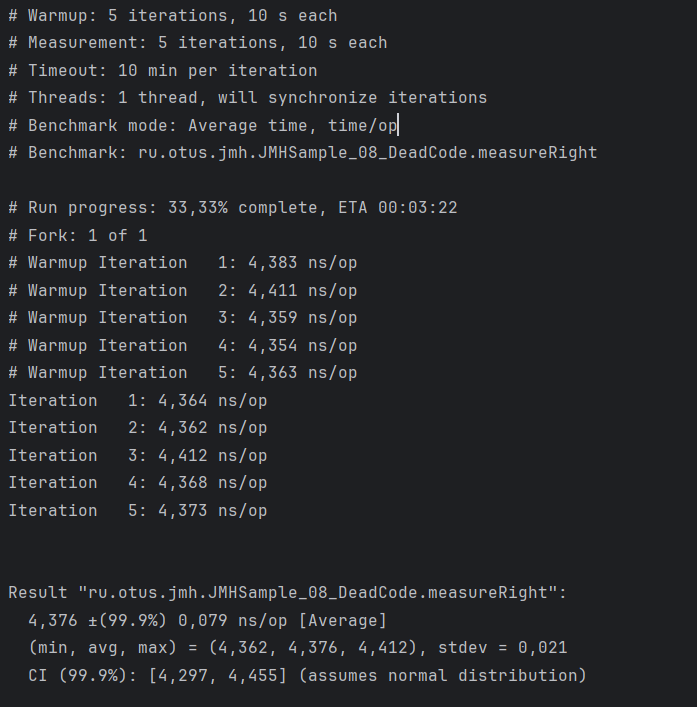 # Warmup: 5 iterations, 10 s each
# Measurement: 5 iterations, 10 s each
# Timeout: 10 min per iteration
# Threads: 1 thread, will synchronize iterations
# Benchmark mode: Average time, time/op
# Benchmark: ru.otus.jmh.JMHSample_08_DeadCode.measureRight
# Run progress: 33,33% complete, ETA 00:03:22
# Fork: 1 of 1
# Warmup Iteration   1: 4,383 ns/op
# Warmup Iteration   2: 4,411 ns/op
# Warmup Iteration   3: 4,359 ns/op
# Warmup Iteration   4: 4,354 ns/op
# Warmup Iteration   5: 4,363 ns/op
Iteration   1: 4,364 ns/op
Iteration   2: 4,362 ns/op
Iteration   3: 4,412 ns/op
Iteration   4: 4,368 ns/op
Iteration   5: 4,373 ns/op
Result "ru.otus.jmh.JMHSample_08_DeadCode.measureRight":
  4,376 ±(99.9%) 0,079 ns/op [Average]
  (min, avg, max) = (4,362, 4,376, 4,412), stdev = 0,021
  CI (99.9%): [4,297, 4,455] (assumes normal distribution)